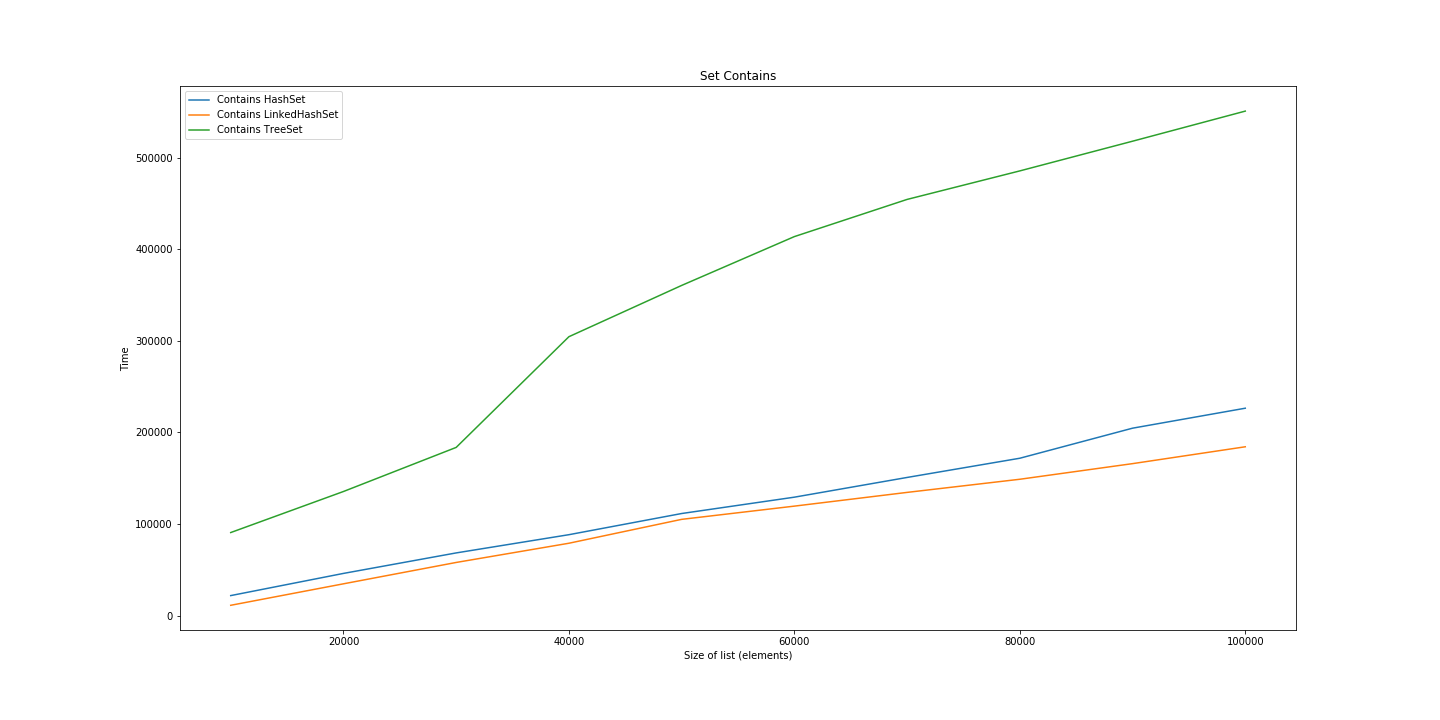 Set Contains
Contains HashSet
Contains LinkedHashSet
Contains TreeSet
500000
400000
300000
200000
100000
0
Time
20000
40000
60000
80000
100000
Size of list (elements)